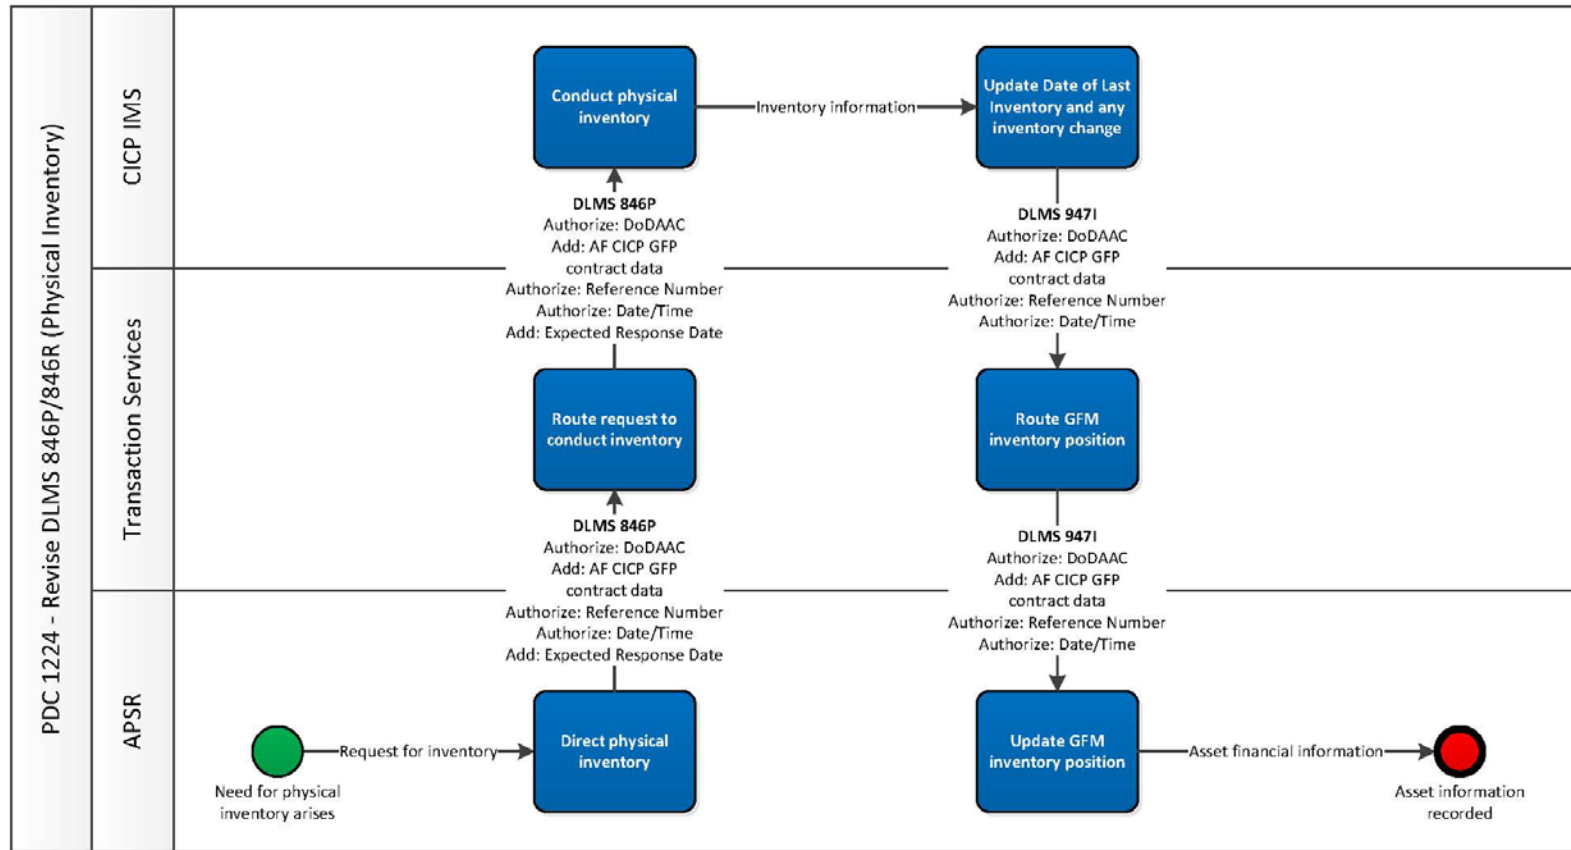 PDC 1224 - Revise DLMS 846P/846R (Physical Inventory)
CICP IMS
Conduct physical
inventory
Inventory information
Update Date of Last
Inventory and any
inventory change
DLMS 846P
Authorize: DoDAAC
Add: AF CICP GFP
contract data
Authorize: Reference Number
Authorize: Date/Time
Add: Expected Response Date
DLMS 947I
Authorize: DoDAAC
Add: AF CICP GFP
contract data
Authorize: Reference Number
Authorize: Date/Time
Transaction Services
Route request to
conduct inventory
Route GFM
inventory position
DLMS 846P
Authorize: DoDAAC
Add: AF CICP GFP
contract data
Authorize: Reference Number
Authorize: Date/Time
Add: Expected Response Date
DLMS 947I
Authorize: DoDAAC
Add: AF CICP GFP
contract data
Authorize: Reference Number
Authorize: Date/Time
APSR
Need for physical
inventory arises
Request for inventory
Direct physical
inventory
Update GFM
inventory position
Asset financial information
Asset information
recorded